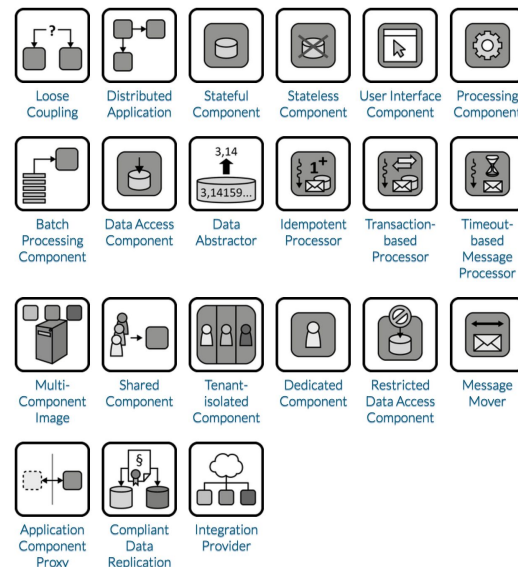 ?
Loose
Coupling
Distributed
Application
Stateful
Component
Stateless
Component
User Interface
Component
Processing
Component
Batch
Processing
Component
Data Access
Component
3,14
3,14159...
Data
Abstractor
1+
Idempotent
Processor
Transaction-
based
Processor
Timeout-
based
Message
Processor
Multi-
Component
Image
Shared
Component
Tenant-
isolated
Component
Dedicated
Component
Restricted
Data Access
Component
Message
Mover
Application
Component
Proxy
§
Compliant
Data
Replication
Integration
Provider